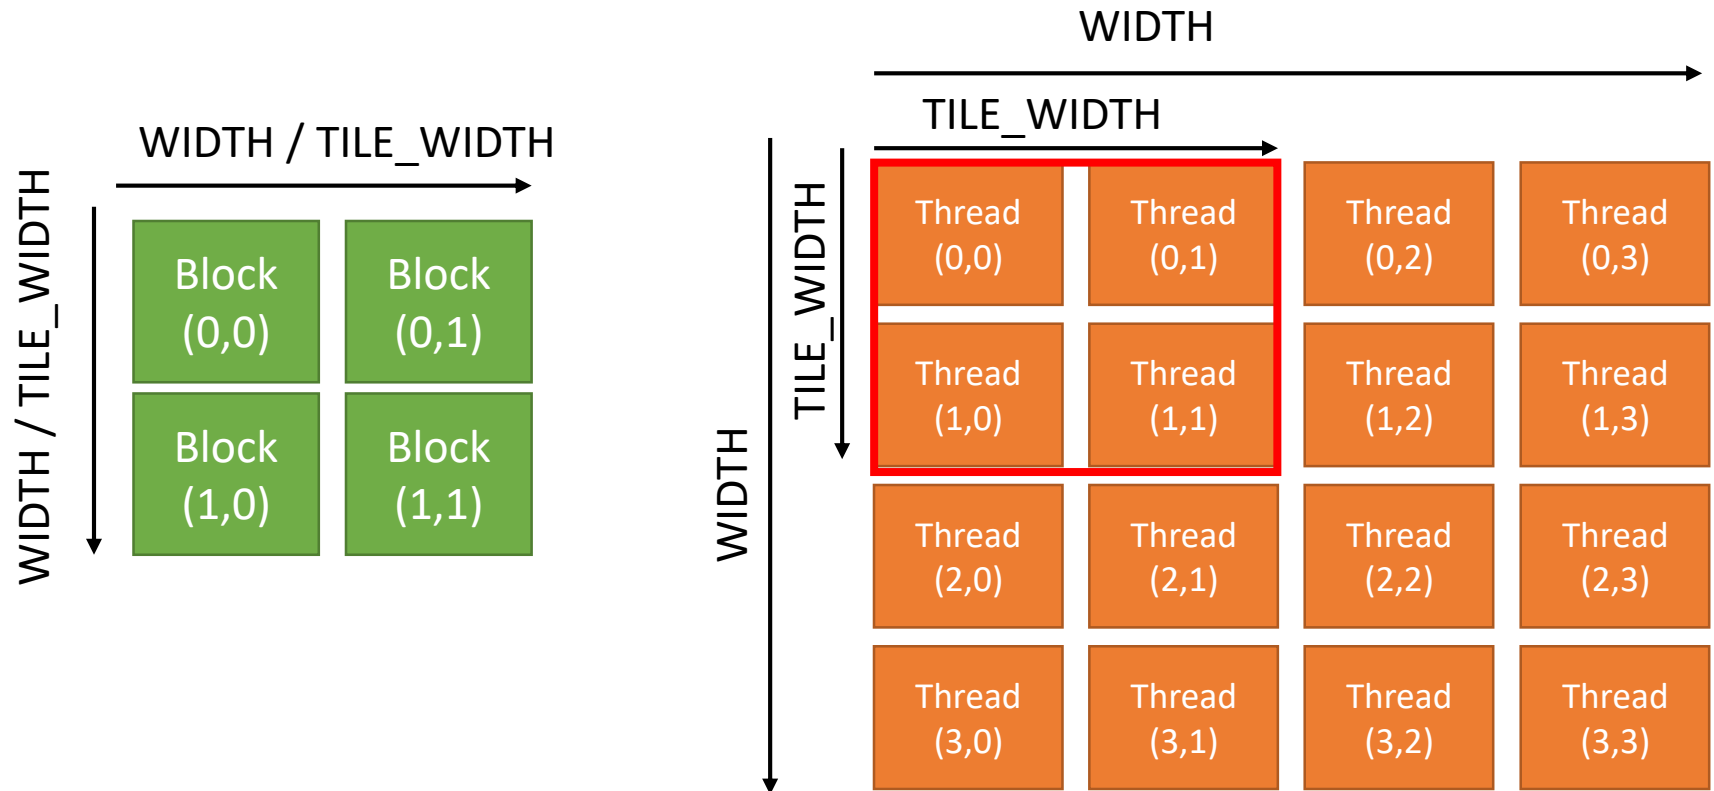 WIDTH / TILE_WIDTH
WIDTH / TILE_WIDTH
Block
(0,0)
Block
(0,1)
Block
(1,0)
Block
(1,1)
WIDTH
TILE_WIDTH
WIDTH
TILE_WIDTH
Thread
(0,0)
Thread
(0,1)
Thread
(0,2)
Thread
(0,3)
Thread
(1,0)
Thread
(1,1)
Thread
(1,2)
Thread
(1,3)
Thread
(2,0)
Thread
(2,1)
Thread
(2,2)
Thread
(2,3)
Thread
(3,0)
Thread
(3,1)
Thread
(3,2)
Thread
(3,3)